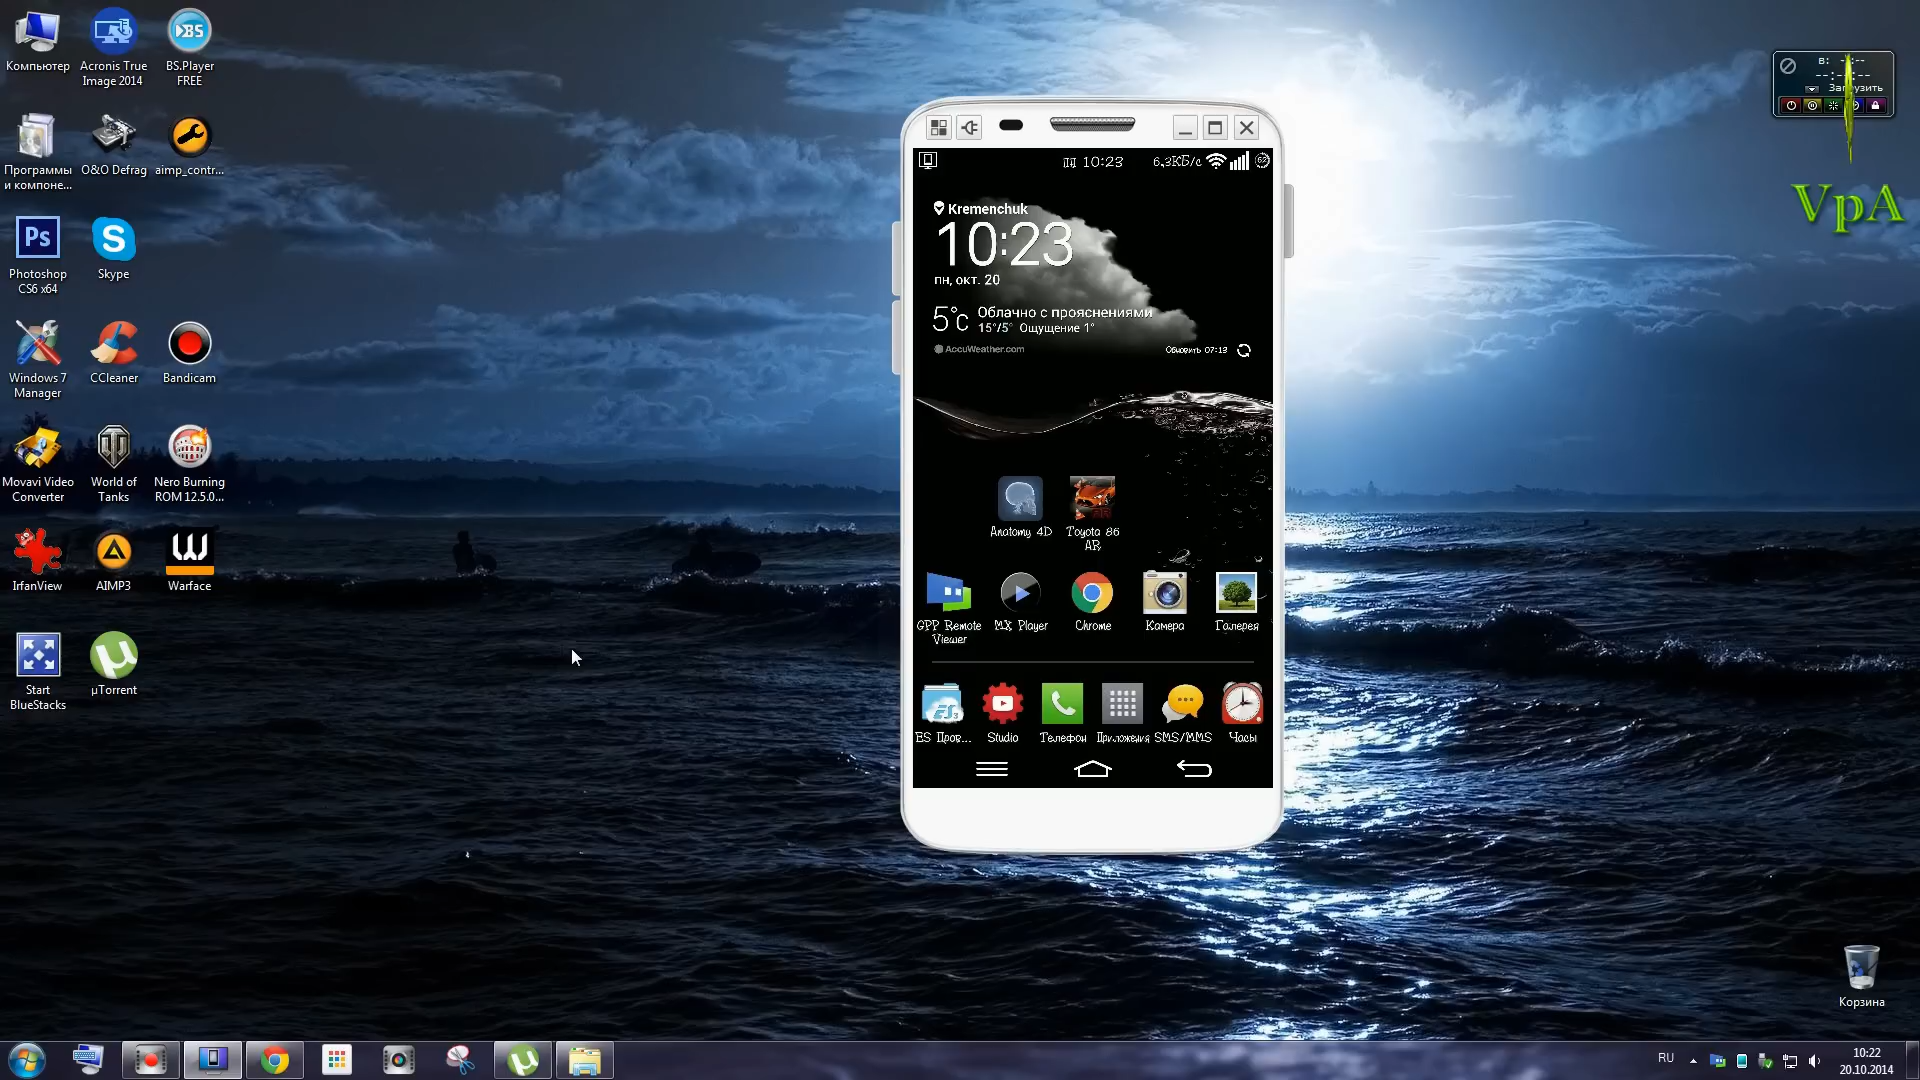 Компьютер
Acronis True
Image 2014
BS.Player
FREE
Программы
и компоне...
O&O Defrag
aimp_contr...
Ps
Photoshop
CS6 x64
Skype
Windows 7
Manager
CCleaner
Bandicam
Movavi Video
Converter
World of
Tanks
Nero Burning
ROM 12.5.0...
IrfanView
AIMP3
Warface
Start
BlueStacks
µTorrent
10:23
6,3КБ/с
62
Kremenchuk
10:23
пн, окт. 20
5°c
Облачно с прояснениями
15°/5° Ощущение 1°
AccuWeather.com
Обновить 07:13
Anatomy 4D
Toyota 86
AR
GPP Remote
Viewer
MX Player
Chrome
Камера
Галерея
ES Пров...
Studio
Телефон
Приложения
SMS/MMS
Часы
в: -:--
--:--:--
Загрузить
VpA
Корзина
RU
10:22
20.10.2014